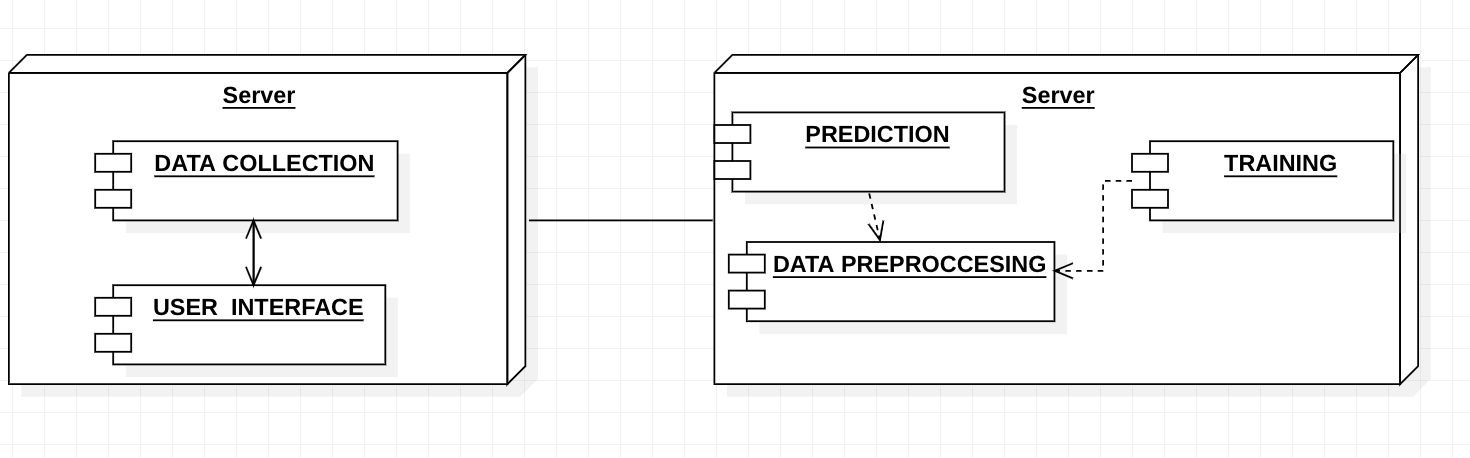 Server
DATA COLLECTION
USER  INTERFACE
Server
PREDICTION
TRAINING
DATA PREPROCCESING